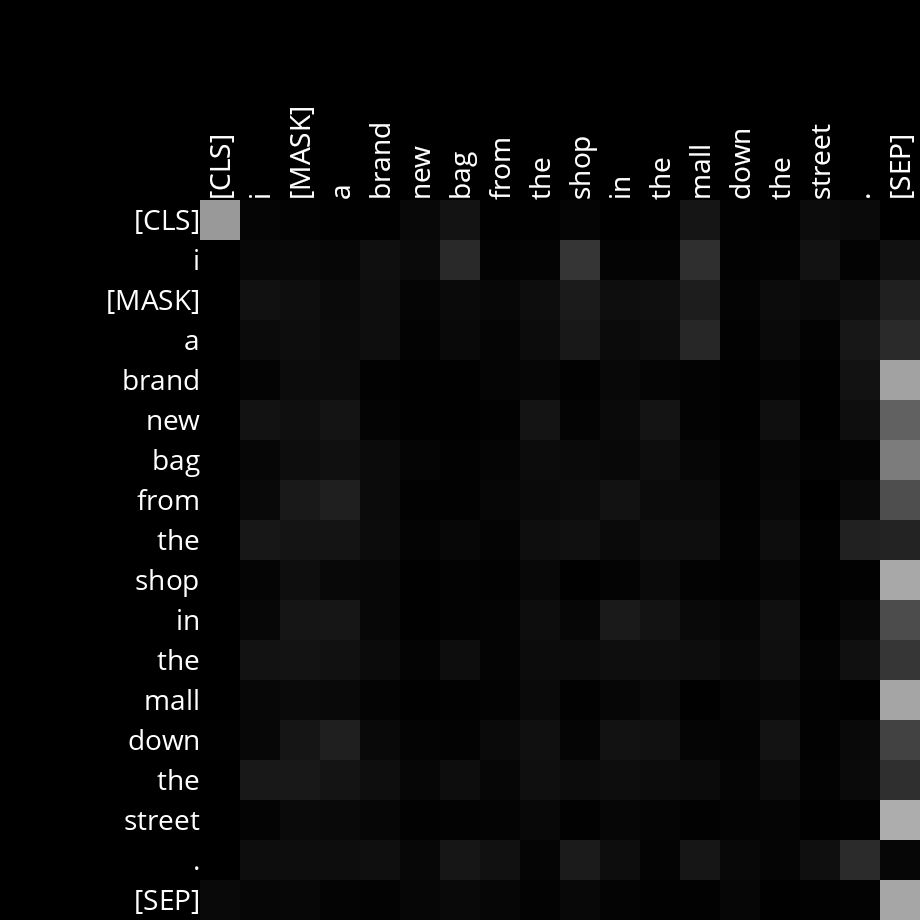 [CLS] i [MASK] a brand new bag from the shop in the mall down the street . [SEP]
[CLS]
i
[MASK]
a
brand
new
bag
from
the
shop
in
the
mall
down
the
street
.
[SEP]